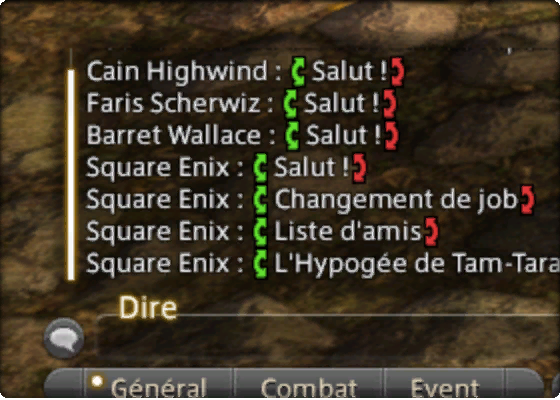 Cain Highwind : Salut !
Faris Scherwiz : Salut !
Barret Wallace : Salut !
Square Enix : Salut !
Square Enix : Changement de job
Square Enix : Liste d'amis
Square Enix : L'Hypogée de Tam-Tara
Dire
Général Combat Event